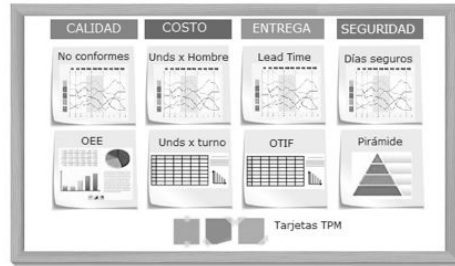 CALIDAD COSTO ENTREGA SEGURIDAD
No conformes Unds x Hombre Lead Time Días seguros
OEE Unds x turno OTIF Pirámide
Tarjetas TPM